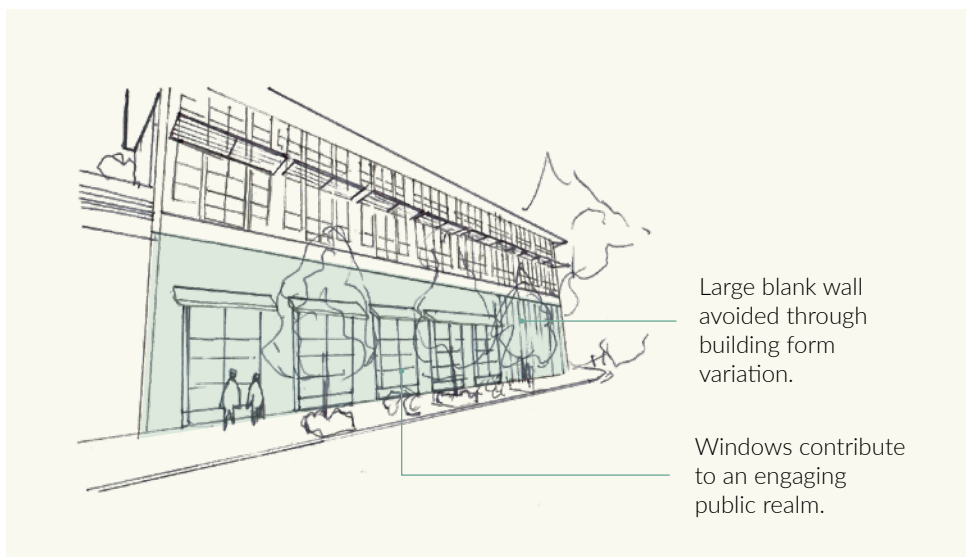 Large blank wall
avoided through
building form
variation.
Windows contribute
to an engaging
public realm.